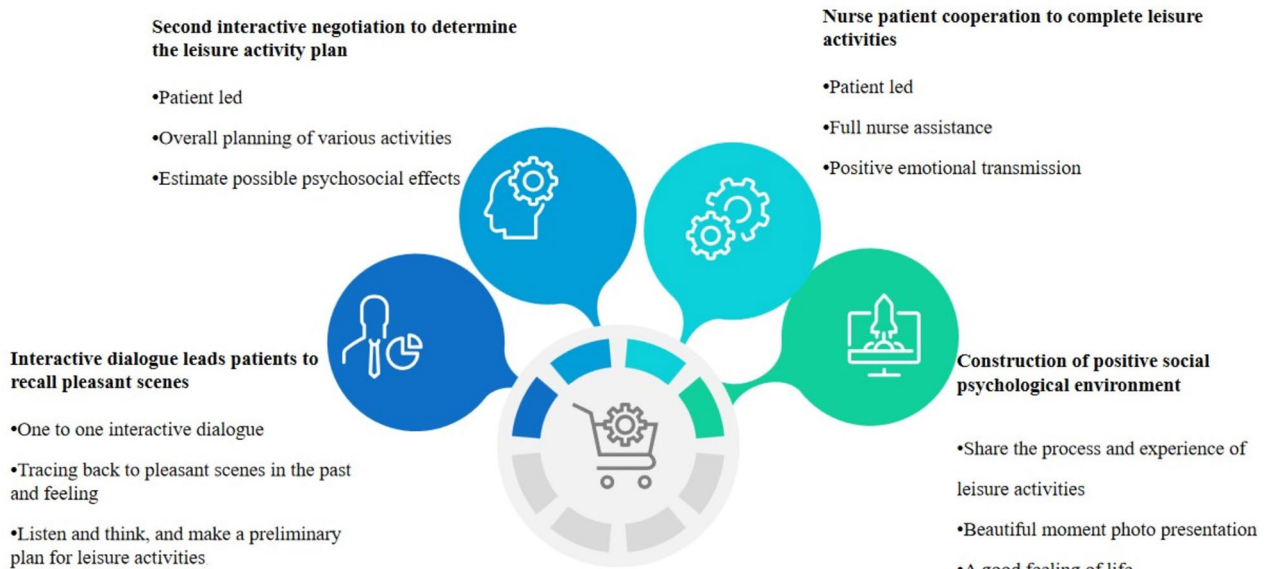 Second interactive negotiation to determine
the leisure activity plan
•Patient led
•Overall planning of various activities
•Estimate possible psychosocial effects
Nurse patient cooperation to complete leisure
activities
•Patient led
•Full nurse assistance
•Positive emotional transmission
Interactive dialogue leads patients to
recall pleasant scenes
•One to one interactive dialogue
•Tracing back to pleasant scenes in the past
and feeling
•Listen and think, and make a preliminary
plan for leisure activities
Construction of positive social
psychological environment
•Share the process and experience of
leisure activities
•Beautiful moment photo presentation
•A good feeling of life